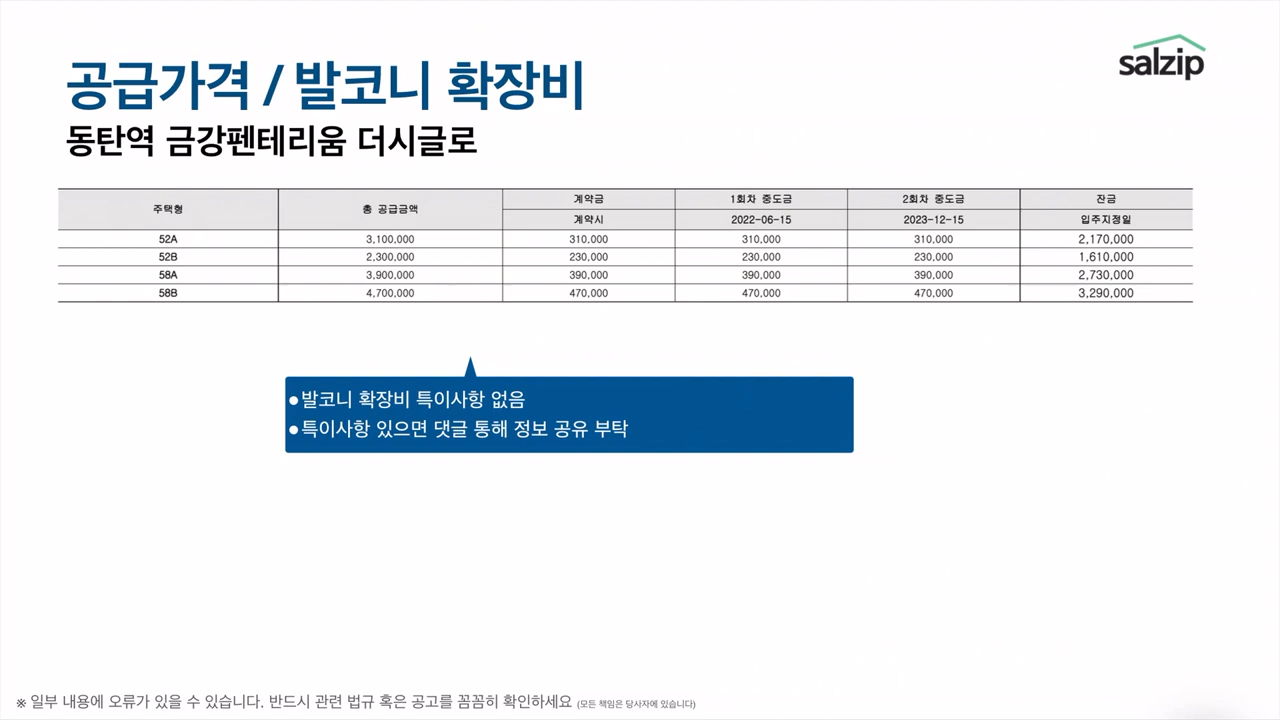 salzip
공급가격 / 발코니 확장비
동탄역 금강펜테리움 더시글로
주택형 총 공급금액 계약금 1회차 중도금 2회차 중도금 잔금
계약시 2022-06-15 2023-12-15 입주지정일
52A 3,100,000 310,000 310,000 310,000 2,170,000
52B 2,300,000 230,000 230,000 230,000 1,610,000
58A 3,900,000 390,000 390,000 390,000 2,730,000
58B 4,700,000 470,000 470,000 470,000 3,290,000
●발코니 확장비 특이사항 없음
●특이사항 있으면 댓글 통해 정보 공유 부탁
※ 일부 내용에 오류가 있을 수 있습니다. 반드시 관련 법규 혹은 공고를 꼼꼼히 확인하세요 (모든 책임은 당사자에 있습니다)